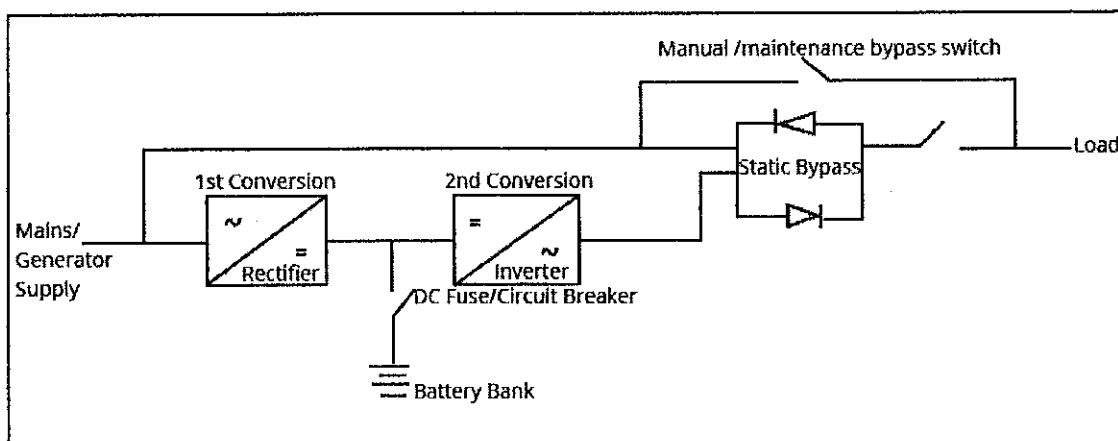 Manual /maintenance bypass switch
Load
Static Bypass
1st Conversion
2nd Conversion
~
=
Rectifier
=
~
Inverter
Mains/
Generator
Supply
DC Fuse/Circuit Breaker
Battery Bank